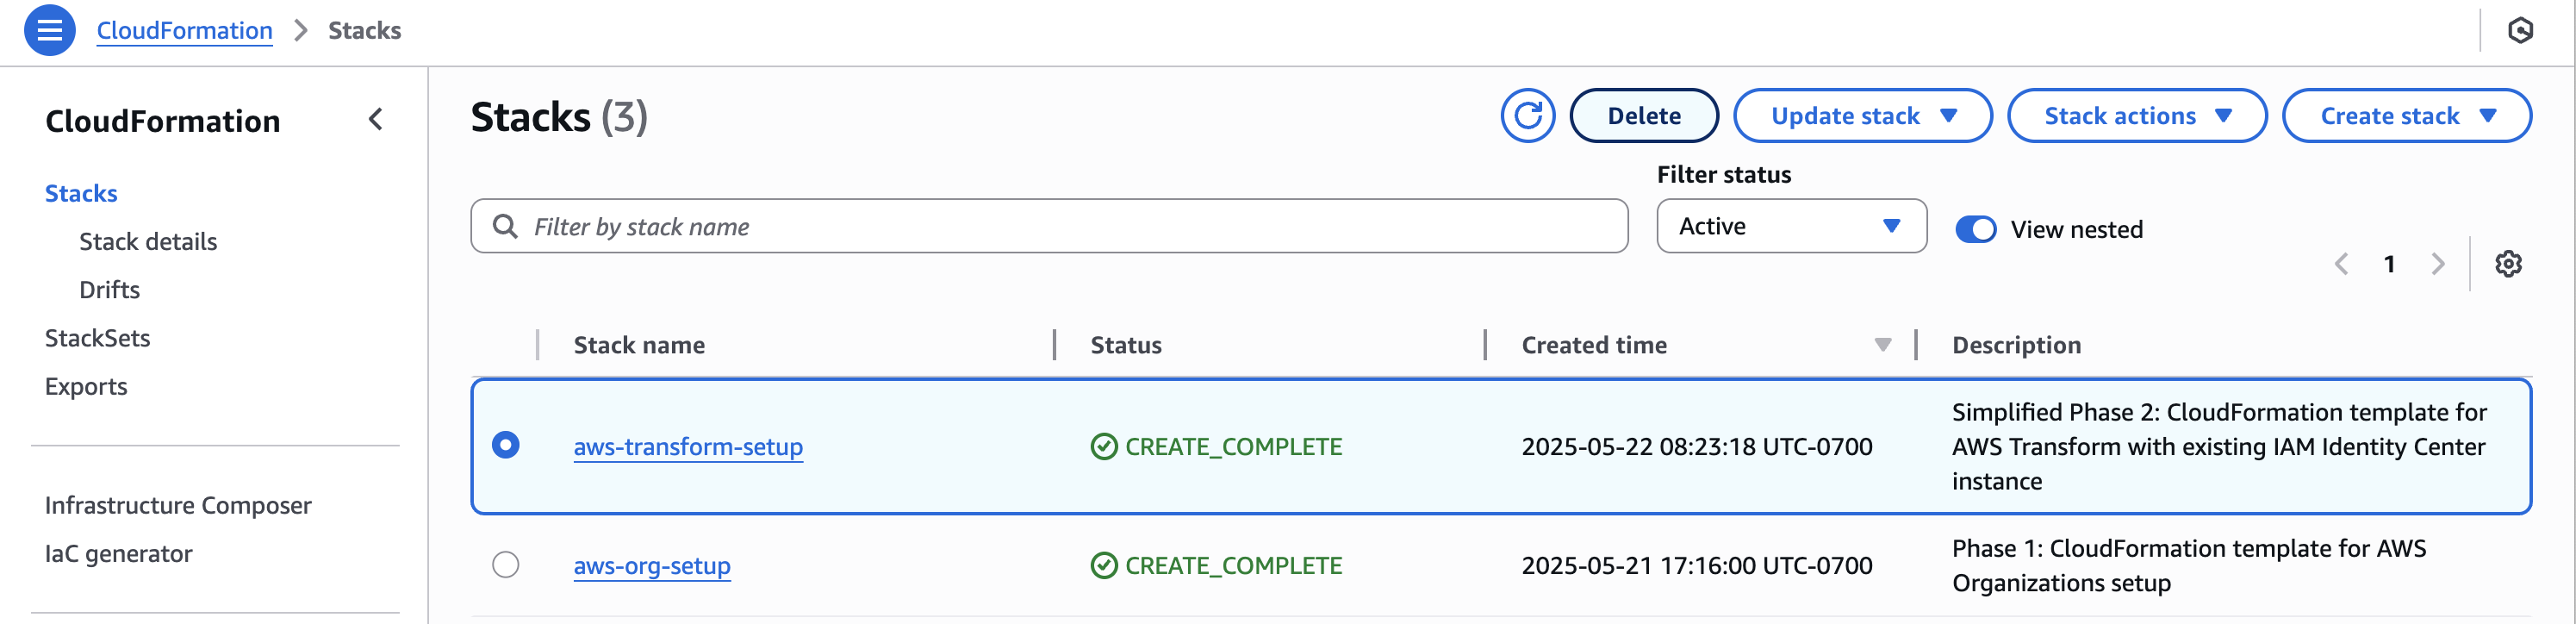 CloudFormation > Stacks
CloudFormation
Stacks
Stack details
Drifts
StackSets
Exports
Infrastructure Composer
IaC generator
Stacks (3)
Delete
Update stack
Stack actions
Create stack
Filter by stack name
Filter status
Active
View nested
1
Stack name
Status
Created time
Description
aws-transform-setup
CREATE_COMPLETE
2025-05-22 08:23:18 UTC-0700
Simplified Phase 2: CloudFormation template for
AWS Transform with existing IAM Identity Center
instance
aws-org-setup
CREATE_COMPLETE
2025-05-21 17:16:00 UTC-0700
Phase 1: CloudFormation template for AWS
Organizations setup